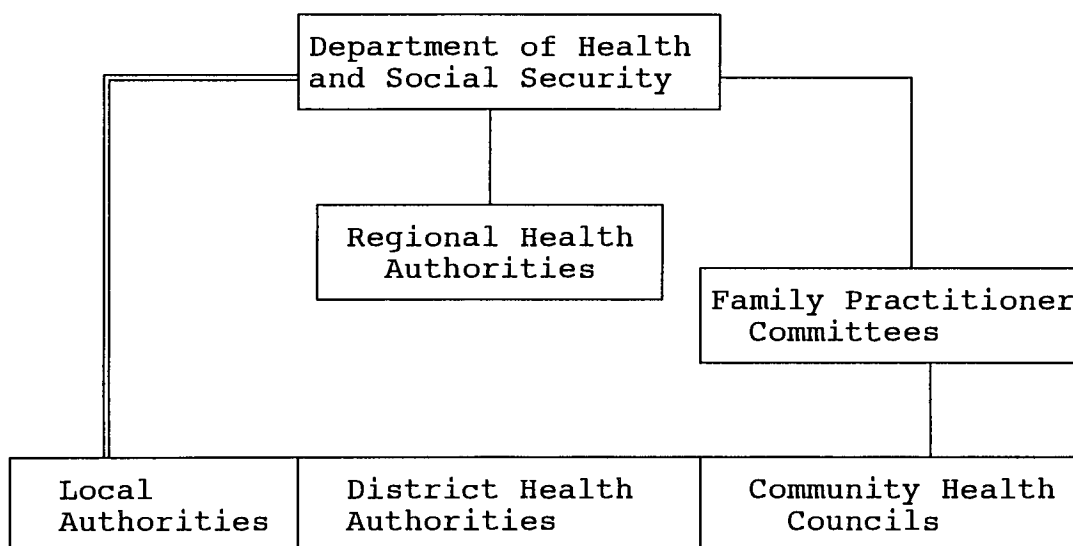 Department of Health
and Social Security
Regional Health
Authorities
Family Practitioner
Committees
Local
Authorities
District Health
Authorities
Community Health
Councils